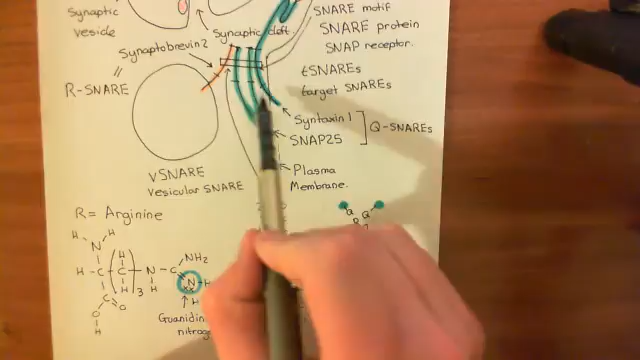 Synaptic
vesicle
Synaptic cleft.
SNARE motif
SNARE protein
SNAP receptor.
Synaptobrevin 2
"
R-SNARE
tSNAREs
target SNAREs
Syntaxin 1
SNAP25
Q-SNAREs
vSNARE
Vesicular SNARE
Plasma
Membrane.
R = Arginine
H
H
N
H
NH2
H - C
C
H
3
N
H
C
N - H
H
C
O
O
H
Guanidin
nitrog
Q
Q
R